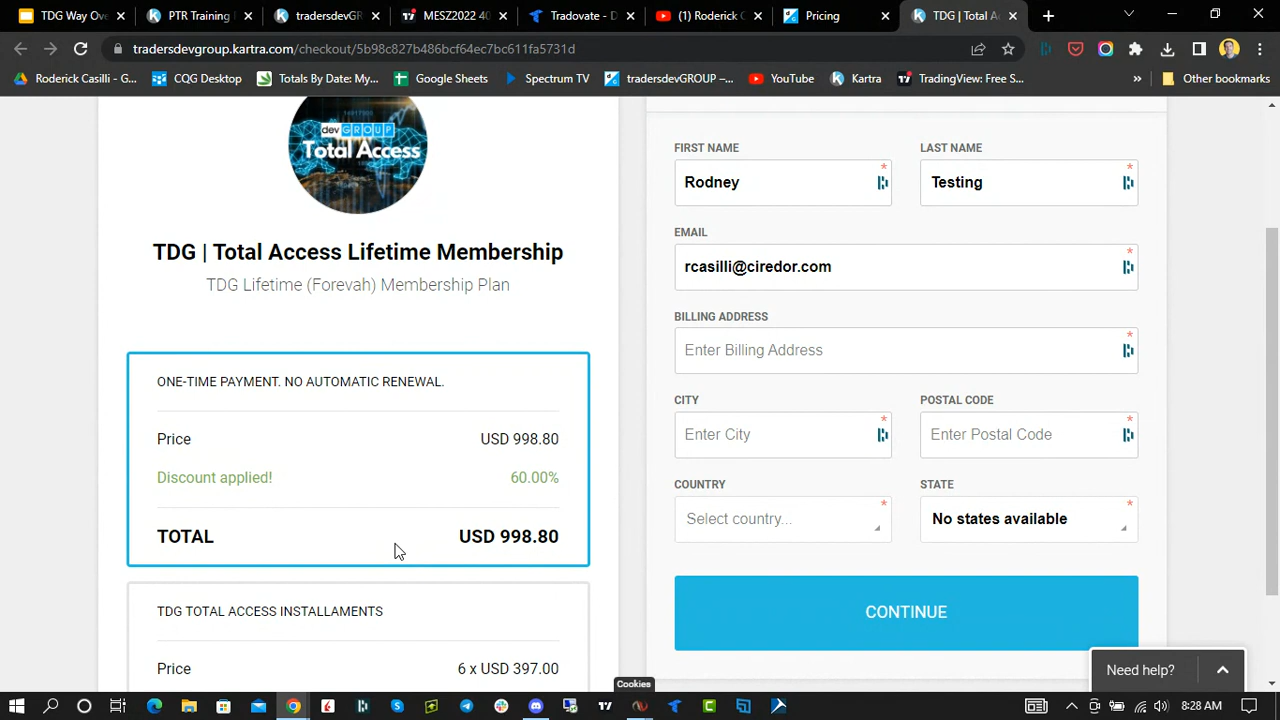 TDG Way Ove
PTR Training
tradersdevGR
MESZ2022 40
Tradovate - D
(1) Roderick C
Pricing
TDG | Total A
tradersdevgroup.kartra.com/checkout/5b98c827b486bcf64ec7bc611fa5731d
Roderick Casilli - G...
CQG Desktop
Totals By Date: My...
Google Sheets
Spectrum TV
tradersdevGROUP –...
YouTube
Kartra
TradingView: Free S...
»
Other bookmarks
devGROUP
Total Access
TDG | Total Access Lifetime Membership
TDG Lifetime (Forevah) Membership Plan
ONE-TIME PAYMENT. NO AUTOMATIC RENEWAL.
Price USD 998.80
Discount applied! 60.00%
TOTAL USD 998.80
TDG TOTAL ACCESS INSTALLAMENTS
Price 6 x USD 397.00
FIRST NAME LAST NAME
Rodney * Testing *
EMAIL
rcasilli@ciredor.com *
BILLING ADDRESS
Enter Billing Address *
CITY POSTAL CODE
Enter City * Enter Postal Code *
COUNTRY STATE
Select country... * No states available *
CONTINUE
Need help?
Cookies
8:28 AM